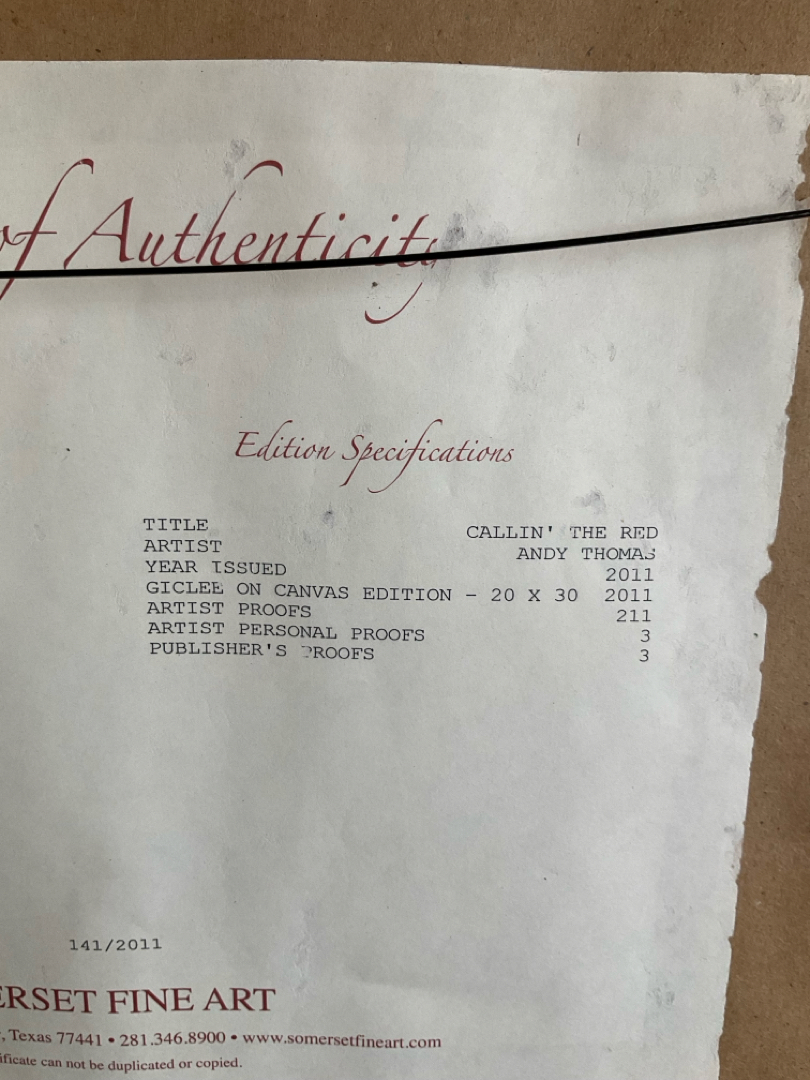 of Authenticity
Edition Specifications
TITLE CALLIN' THE RED
ARTIST ANDY THOMAS
YEAR ISSUED 2011
GICLEE ON CANVAS EDITION - 20 X 30 2011
ARTIST PROOFS 211
ARTIST PERSONAL PROOFS 3
PUBLISHER'S PROOFS 3
141/2011
ERSET FINE ART
, Texas 77441 • 281.346.8900 • www.somersetfineart.com
ificate can not be duplicated or copied.